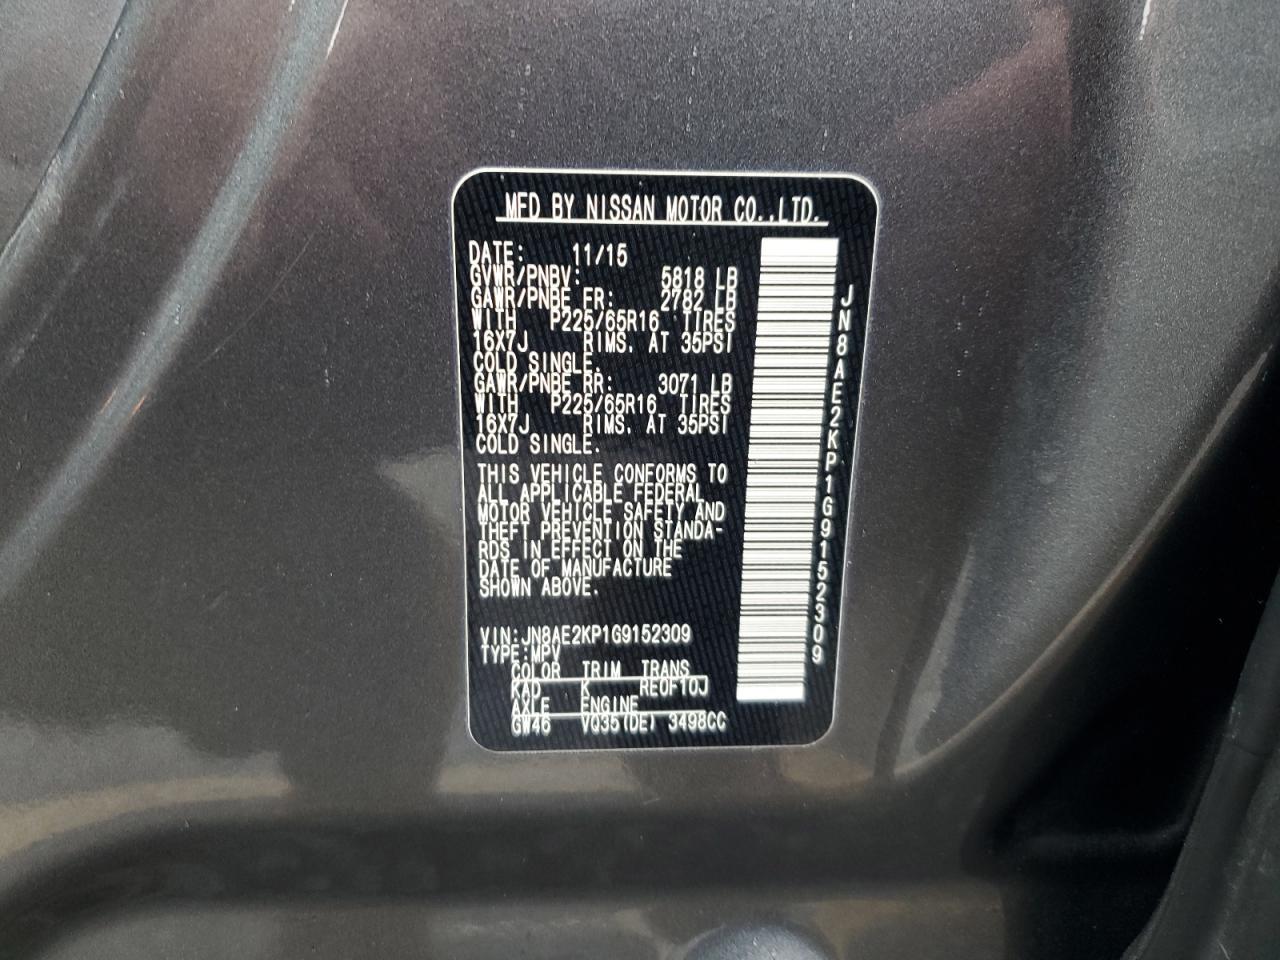 MFD BY NISSAN MOTOR CO.,LTD.
DATE: 11/15
GVWR/PNBV: 5818 LB
GAWR/PNBE FR: 2782 LB
WITH P225/65R16 TIRES
16X7J RIMS. AT 35PSI
COLD SINGLE.
GAWR/PNBE RR: 3071 LB
WITH P225/65R16 TIRES
16X7J RIMS. AT 35PSI
COLD SINGLE.
THIS VEHICLE CONFORMS TO
ALL APPLICABLE FEDERAL
MOTOR VEHICLE SAFETY AND
THEFT PREVENTION STANDA-
RDS IN EFFECT ON THE
DATE OF MANUFACTURE
SHOWN ABOVE.
VIN:JN8AE2KP1G9152309
TYPE:MPV
COLOR TRIM TRANS
KAD K RE0F10J
AXLE ENGINE
GW46 VQ35(DE) 3498CC
JN8AE2KP1G9152309